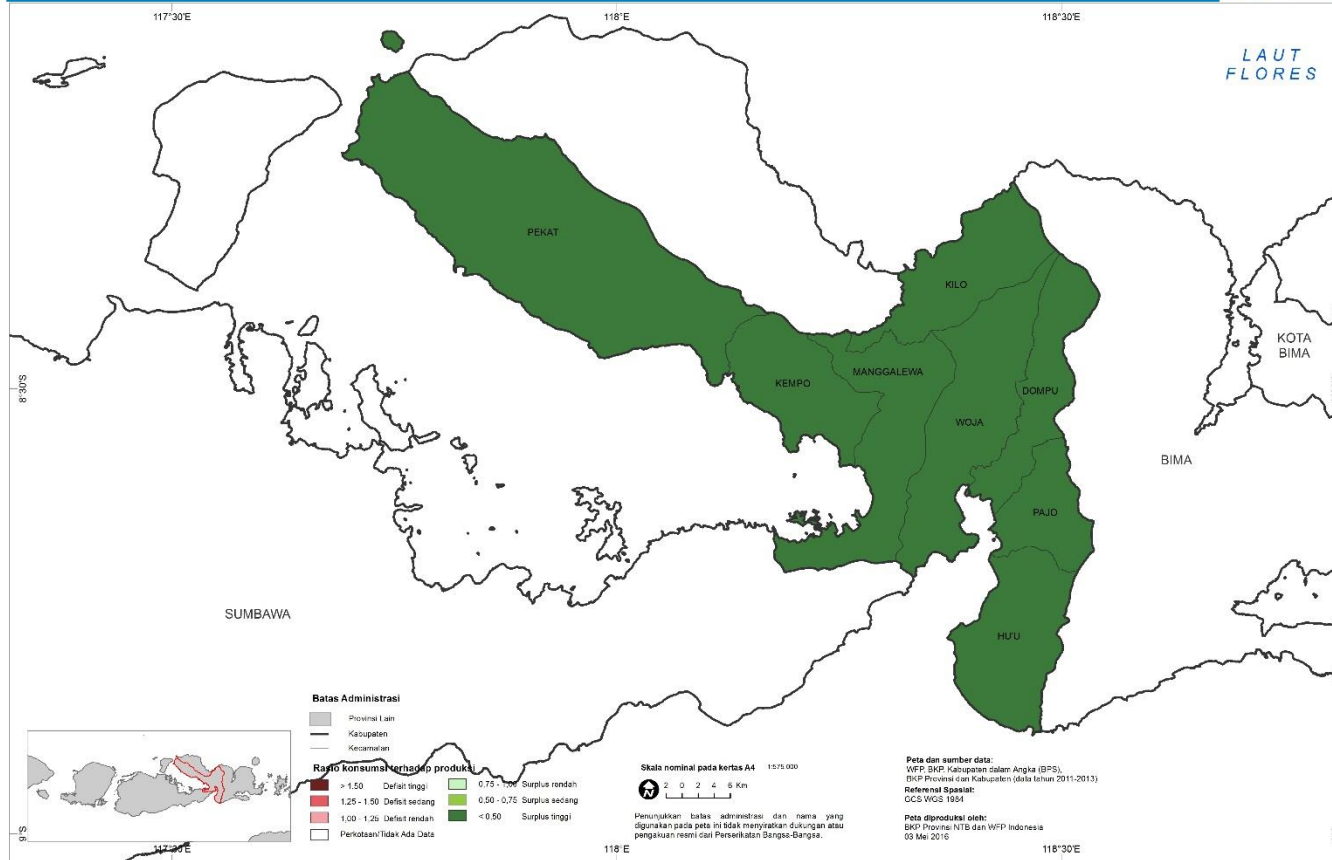 117°30'E 118°E 118°30'E
LAUT
FLORES
PEKAT
KILO
KOTA
BIMA
8°30'S
MANGGALEWA
KEMPO
DOMPU
WOJA
BIMA
PAJO
SUMBAWA
HU'U
Batas Administrasi
Provinsi Lain
Kabupaten
Kecamatan
Rasio konsumsi terhadap produksi
> 1.50 Defisit tinggi
1,25 - 1.50 Defisit sedang
1,00 - 1,25 Defisit rendah
Perkotaan/Tidak Ada Data
0,75 - 1,00 Surplus rendah
0,50 - 0,75 Surplus sedang
< 0.50 Surplus tinggi
Skala nominal pada kertas A4 1:575.000
N
2 0 2 4 6 Km
Penunjukkan batas administrasi dan nama yang
digunakan pada peta ini tidak menyiratkan dukungan atau
pengakuan resmi dari Perserikatan Bangsa-Bangsa.
Peta dan sumber data:
WFP, BKP, Kabupaten dalam Angka (BPS),
BKP Provinsi dan Kabupaten (data tahun 2011-2013)
Referensi Spasial:
GCS WGS 1984
Peta diproduksi oleh:
BKP Provinsi NTB dan WFP Indonesia
03 Mei 2016
9°S
117°30'E 118°E 118°30'E